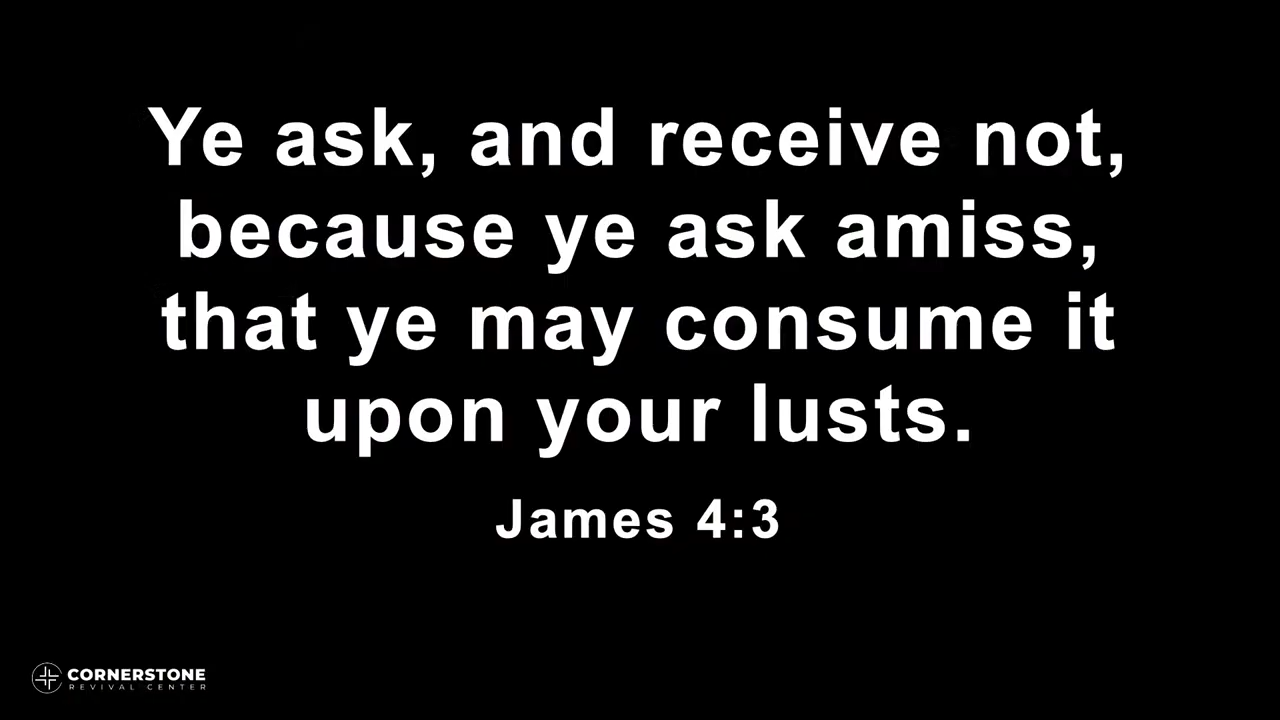 Ye ask, and receive not,
because ye ask amiss,
that ye may consume it
upon your lusts.
James 4:3
CORNERSTONE
REVIVAL CENTER